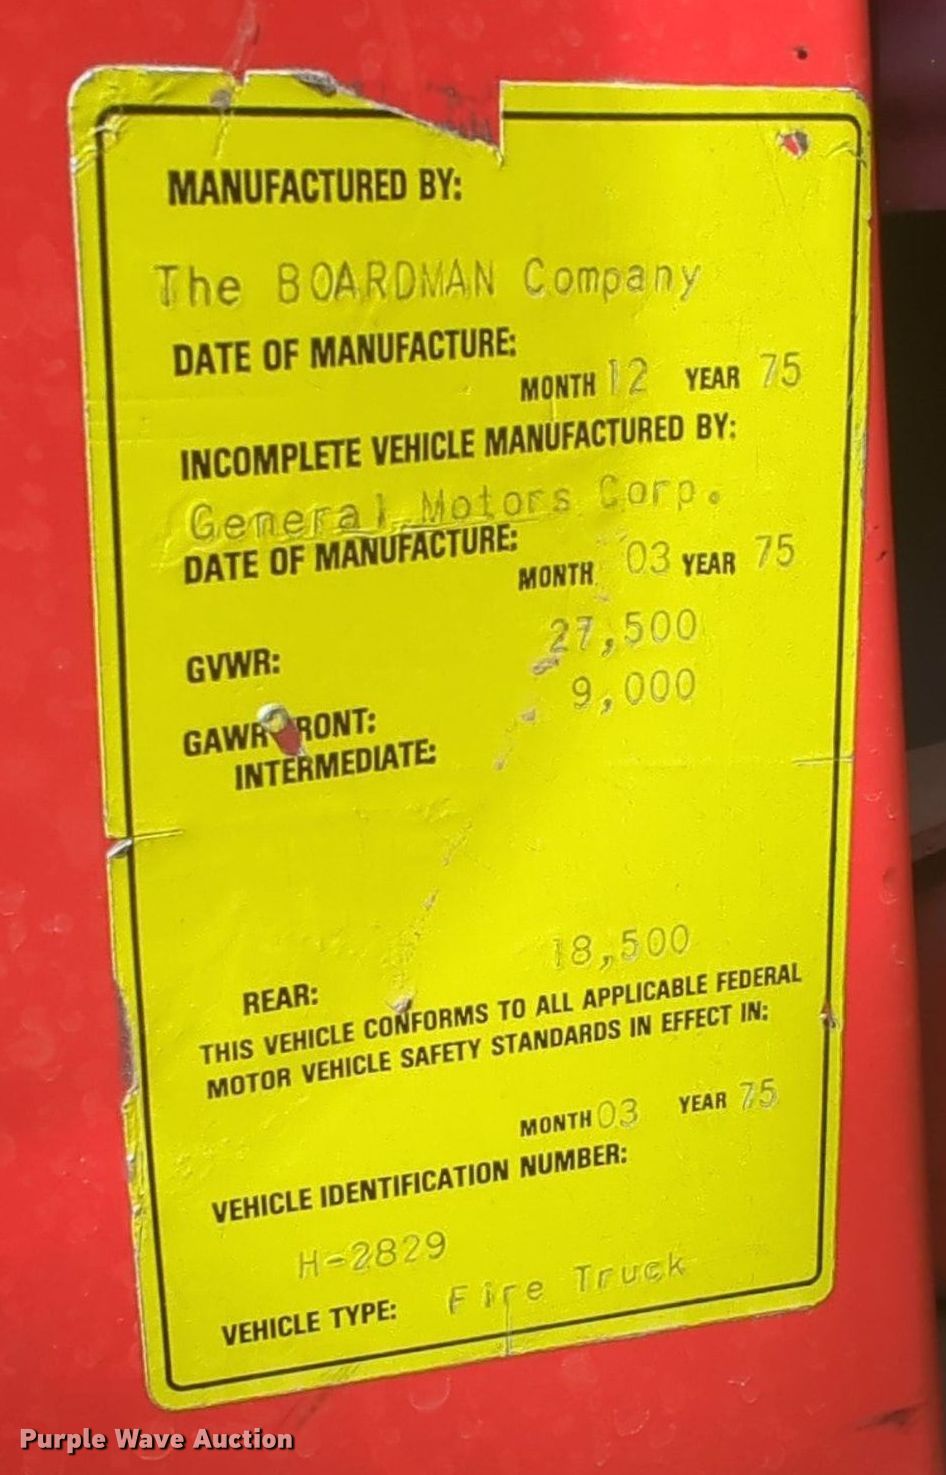 MANUFACTURED BY:
The BOARDMAN Company
DATE OF MANUFACTURE:
MONTH 12 YEAR 75
INCOMPLETE VEHICLE MANUFACTURED BY:
General Motors Corp.
DATE OF MANUFACTURE:
MONTH 03 YEAR 75
27,500
GVWR:
9,000
GAWR FRONT:
INTERMEDIATE:
18,500
REAR:
THIS VEHICLE CONFORMS TO ALL APPLICABLE FEDERAL
MOTOR VEHICLE SAFETY STANDARDS IN EFFECT IN:
MONTH 03 YEAR 75
VEHICLE IDENTIFICATION NUMBER:
H-2829
VEHICLE TYPE: Fire Truck
Purple Wave Auction